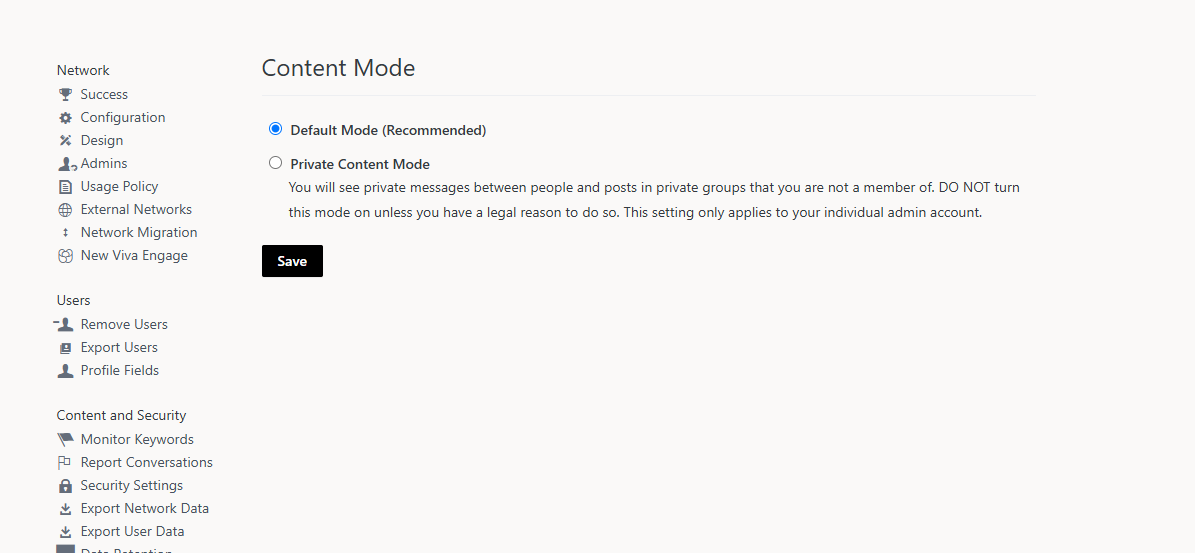 Network
Success
Configuration
Design
Admins
Usage Policy
External Networks
Network Migration
New Viva Engage
Users
Remove Users
Export Users
Profile Fields
Content and Security
Monitor Keywords
Report Conversations
Security Settings
Export Network Data
Export User Data
Data Retention
Content Mode
Default Mode (Recommended)
Private Content Mode
You will see private messages between people and posts in private groups that you are not a member of. DO NOT turn
this mode on unless you have a legal reason to do so. This setting only applies to your individual admin account.
Save